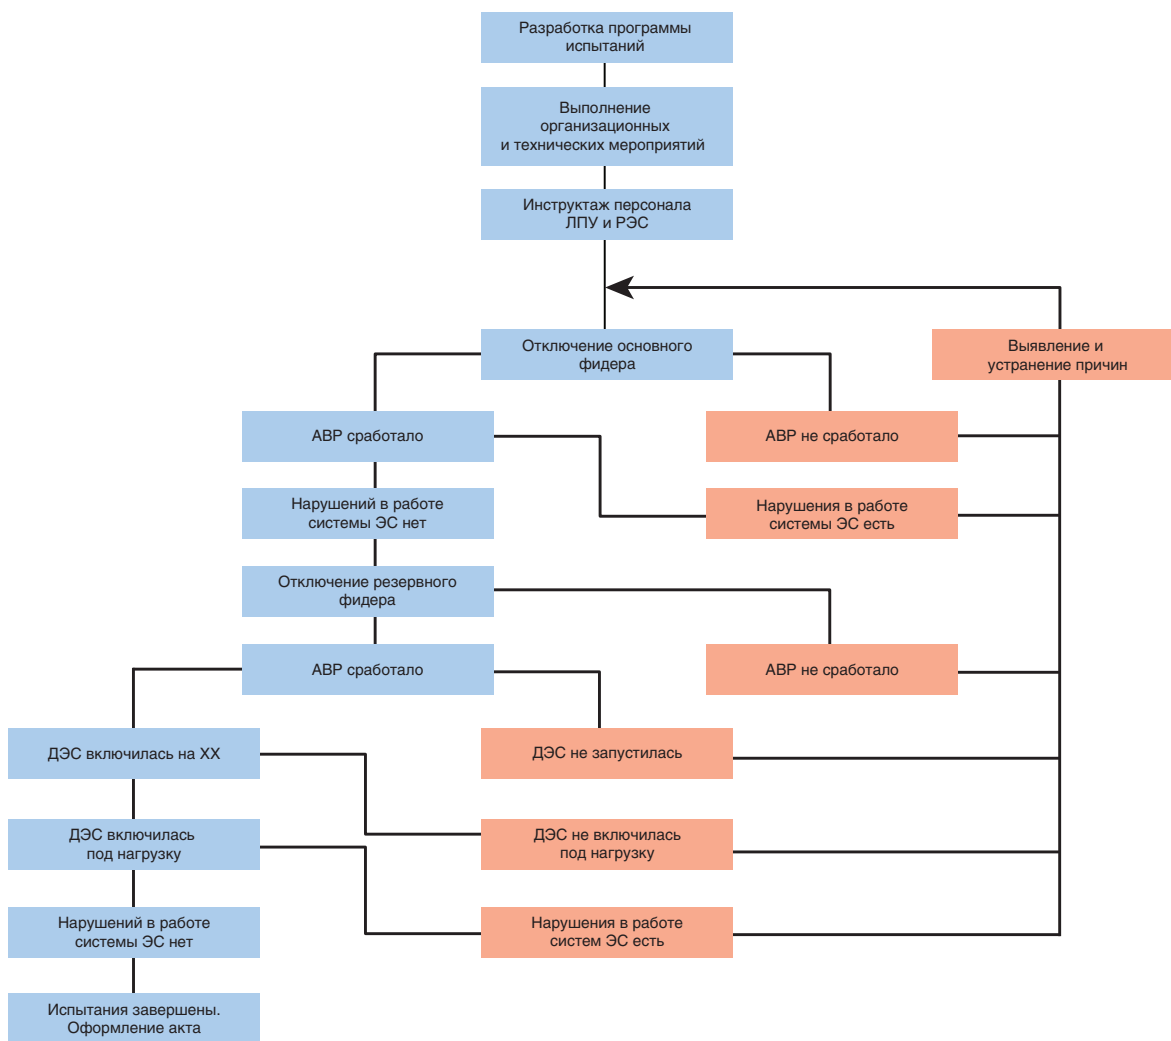 Разработка программы
испытаний
Выполнение
организационных
и технических мероприятий
Инструктаж персонала
ЛПУ и РЭС
Отключение основного
фидера
Выявление и
устранение причин
АВР сработало
АВР не сработало
Нарушений в работе
системы ЭС нет
Нарушения в работе
системы ЭС есть
Отключение резервного
фидера
АВР сработало
АВР не сработало
ДЭС включилась на ХХ
ДЭС не запустилась
ДЭС включилась
под нагрузку
ДЭС не включилась
под нагрузку
Нарушений в работе
системы ЭС нет
Нарушения в работе
систем ЭС есть
Испытания завершены.
Оформление акта